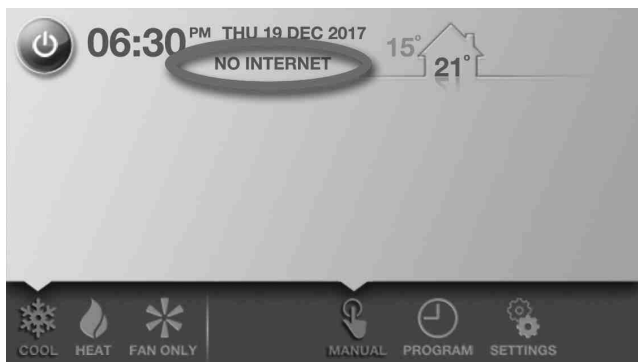 06:30 PM THU 19 DEC 2017
NO INTERNET
15°
21°
COOL HEAT FAN ONLY MANUAL PROGRAM SETTINGS